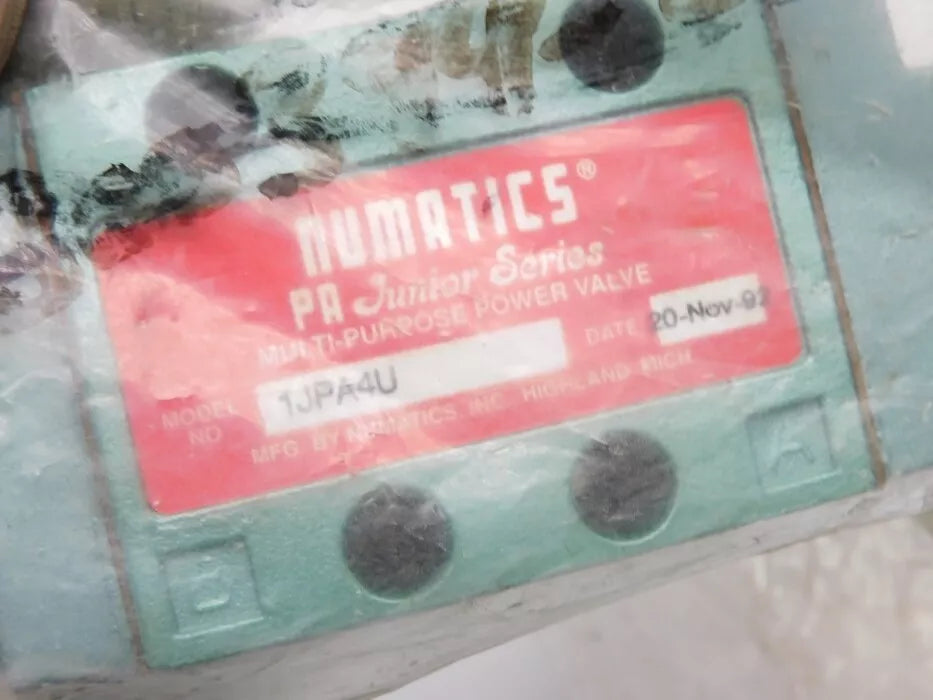 NUMATICS®
PA Junior Series
MULTI-PURPOSE POWER VALVE
MODEL NO 1JPA4U
DATE 20-Nov-92
MFG BY NUMATICS, INC. HIGHLAND MICH
B
A